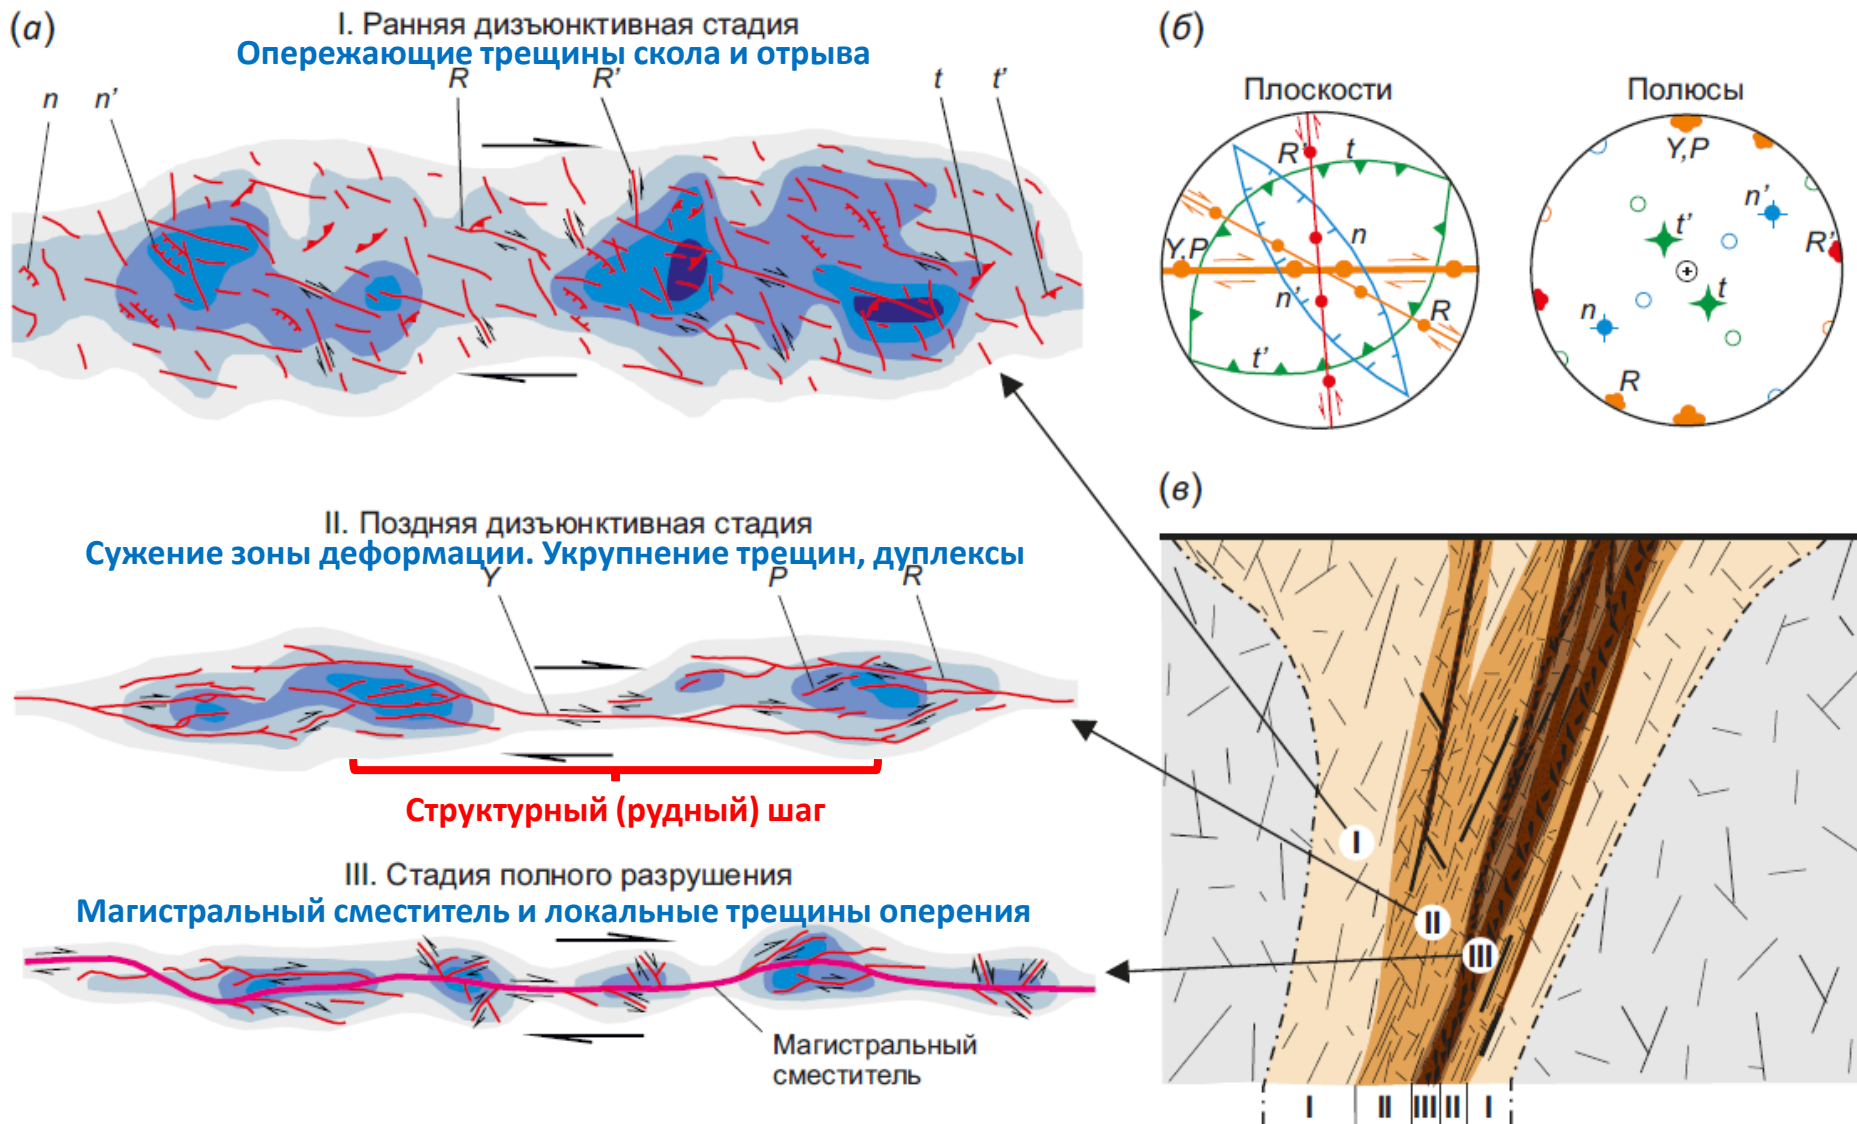 (а)
I. Ранняя дизъюнктивная стадия
Опережающие трещины скола и отрыва
n n' R R' t t'
II. Поздняя дизъюнктивная стадия
Сужение зоны деформации. Укрупнение трещин, дуплексы
Y P R
Структурный (рудный) шаг
III. Стадия полного разрушения
Магистральный сместитель и локальные трещины оперения
Магистральный
сместитель
(б)
Плоскости
R' t
n
Y,P
n'
R
t'
Полюсы
Y,P
n'
t'
R'
t
n
R
(в)
I
II
III
I II III II I